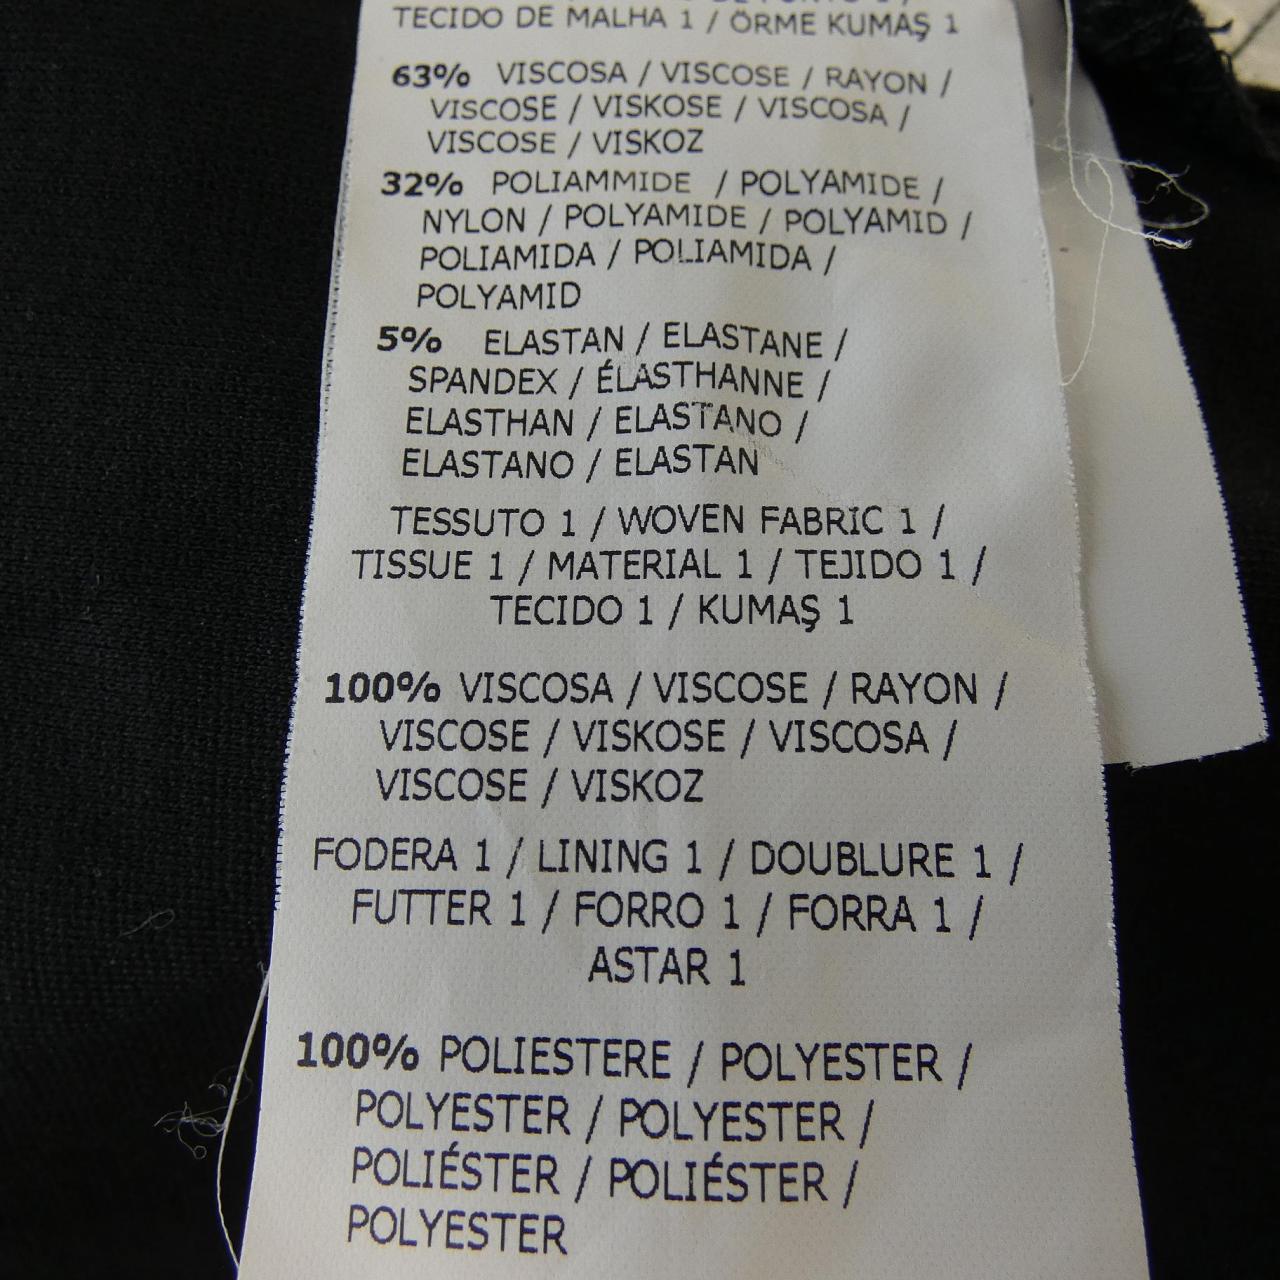 TECIDO DE MALHA 1 / ÖRME KUMAŞ 1
63% VISCOSA / VISCOSE / RAYON /
VISCOSE / VISKOSE / VISCOSA /
VISCOSE / VISKOZ
32% POLIAMMIDE / POLYAMIDE /
NYLON / POLYAMIDE / POLYAMID /
POLIAMIDA / POLIAMIDA /
POLYAMID
5% ELASTAN / ELASTANE /
SPANDEX / ÉLASTHANNE /
ELASTHAN / ELASTANO /
ELASTANO / ELASTAN
TESSUTO 1 / WOVEN FABRIC 1 /
TISSUE 1 / MATERIAL 1 / TEJIDO 1 /
TECIDO 1 / KUMAŞ 1
100% VISCOSA / VISCOSE / RAYON /
VISCOSE / VISKOSE / VISCOSA /
VISCOSE / VISKOZ
FODERA 1 / LINING 1 / DOUBLURE 1 /
FUTTER 1 / FORRO 1 / FORRA 1 /
ASTAR 1
100% POLIESTERE / POLYESTER /
POLYESTER / POLYESTER /
POLIÉSTER / POLIÉSTER /
POLYESTER